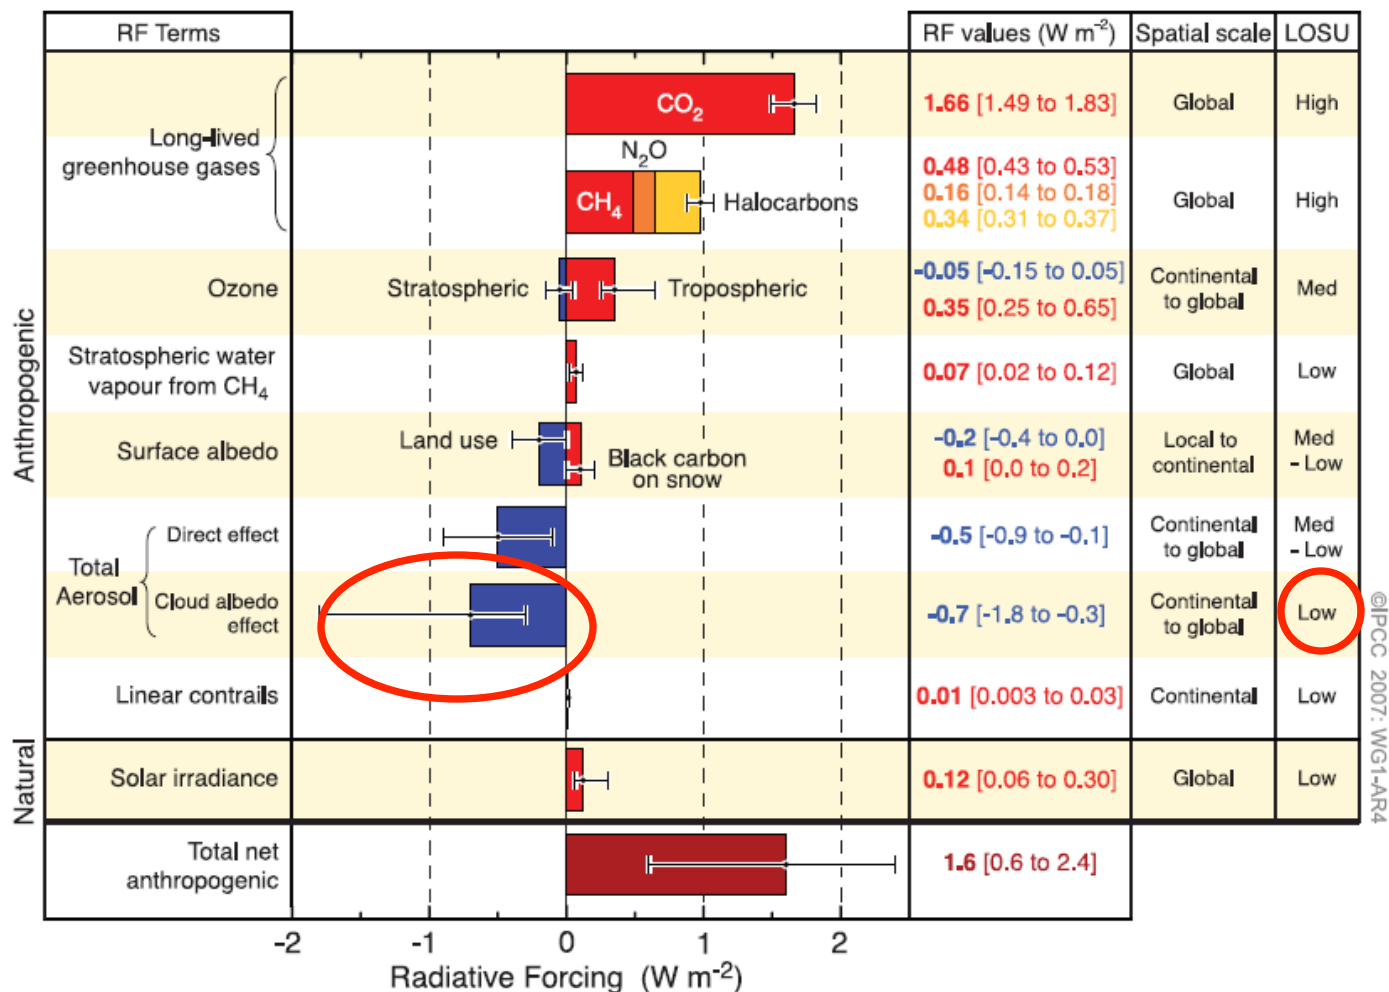 RF Terms
RF values (W m⁻²)
Spatial scale
LOSU
Anthropogenic
Long-lived
greenhouse gases
CO₂
1.66 [1.49 to 1.83]
Global
High
N₂O
CH₄
Halocarbons
0.48 [0.43 to 0.53]
0.16 [0.14 to 0.18]
0.34 [0.31 to 0.37]
Global
High
Ozone
Stratospheric
Tropospheric
-0.05 [-0.15 to 0.05]
0.35 [0.25 to 0.65]
Continental
to global
Med
Stratospheric water
vapour from CH₄
0.07 [0.02 to 0.12]
Global
Low
Surface albedo
Land use
Black carbon
on snow
-0.2 [-0.4 to 0.0]
0.1 [0.0 to 0.2]
Local to
continental
Med
- Low
Total
Aerosol
Direct effect
-0.5 [-0.9 to -0.1]
Continental
to global
Med
- Low
Cloud albedo
effect
-0.7 [-1.8 to -0.3]
Continental
to global
Low
Linear contrails
0.01 [0.003 to 0.03]
Continental
Low
Natural
Solar irradiance
0.12 [0.06 to 0.30]
Global
Low
Total net
anthropogenic
1.6 [0.6 to 2.4]
-2
-1
0
1
2
Radiative Forcing (W m⁻²)
©IPCC 2007: WG1-AR4